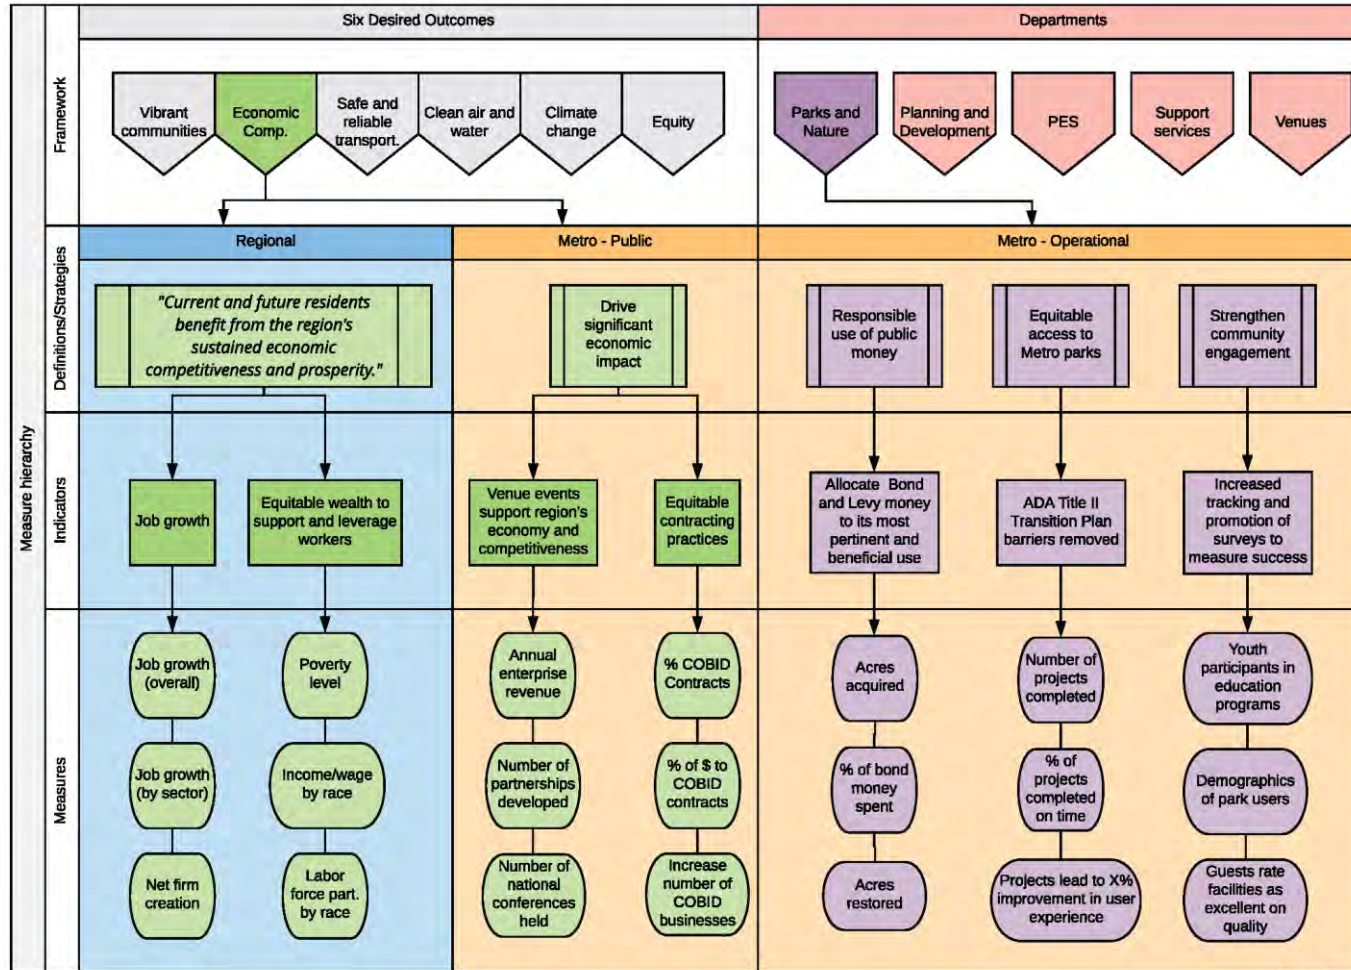 Six Desired Outcomes
Departments
Measure hierarchy
Framework
Vibrant
communities
Economic
Comp.
Safe and
reliable
transport.
Clean air and
water
Climate
change
Equity
Parks and
Nature
Planning and
Development
PES
Support
services
Venues
Definitions/Strategies
Regional
Metro - Public
Metro - Operational
"Current and future residents
benefit from the region's
sustained economic
competitiveness and prosperity."
Drive
significant
economic
impact
Responsible
use of public
money
Equitable
access to
Metro parks
Strengthen
community
engagement
Indicators
Job growth
Equitable wealth to
support and leverage
workers
Venue events
support region's
economy and
competitiveness
Equitable
contracting
practices
Allocate Bond
and Levy money
to its most
pertinent and
beneficial use
ADA Title II
Transition Plan
barriers removed
Increased
tracking and
promotion of
surveys to
measure success
Measures
Job growth
(overall)
Poverty
level
Annual
enterprise
revenue
% COBID
Contracts
Acres
acquired
Number of
projects
completed
Youth
participants in
education
programs
Job growth
(by sector)
Income/wage
by race
Number of
partnerships
developed
% of $ to
COBID
contracts
% of bond
money
spent
% of
projects
completed
on time
Demographics
of park users
Net firm
creation
Labor
force part.
by race
Number of
national
conferences
held
Increase
number of
COBID
businesses
Acres
restored
Projects lead to X%
improvement in user
experience
Guests rate
facilities as
excellent on
quality